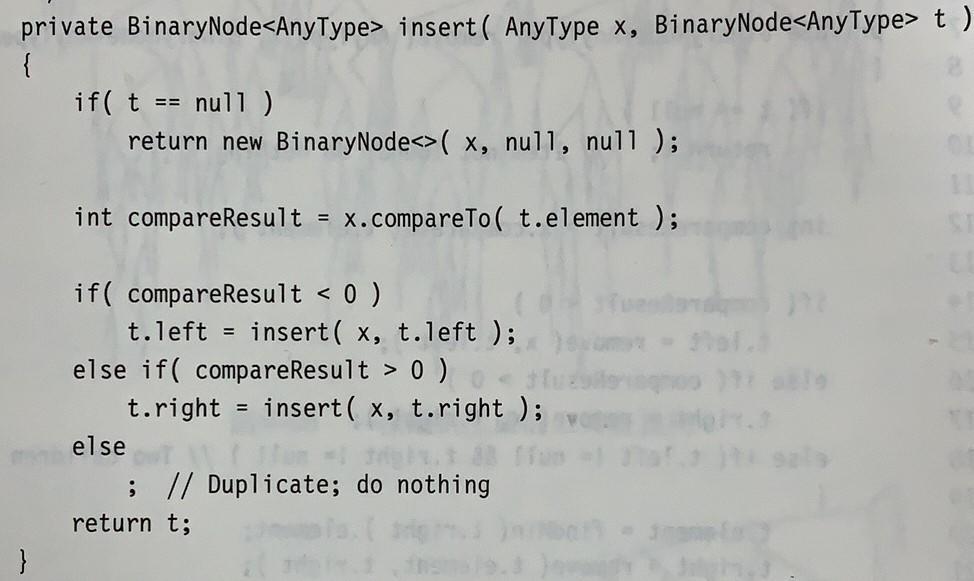 private BinaryNode<AnyType> insert( AnyType x, BinaryNode<AnyType> t )
{
    if( t == null )
        return new BinaryNode<>( x, null, null );

    int compareResult = x.compareTo( t.element );

    if( compareResult < 0 )
        t.left = insert( x, t.left );
    else if( compareResult > 0 )
        t.right = insert( x, t.right );
    else
        ;  // Duplicate; do nothing
    return t;
}